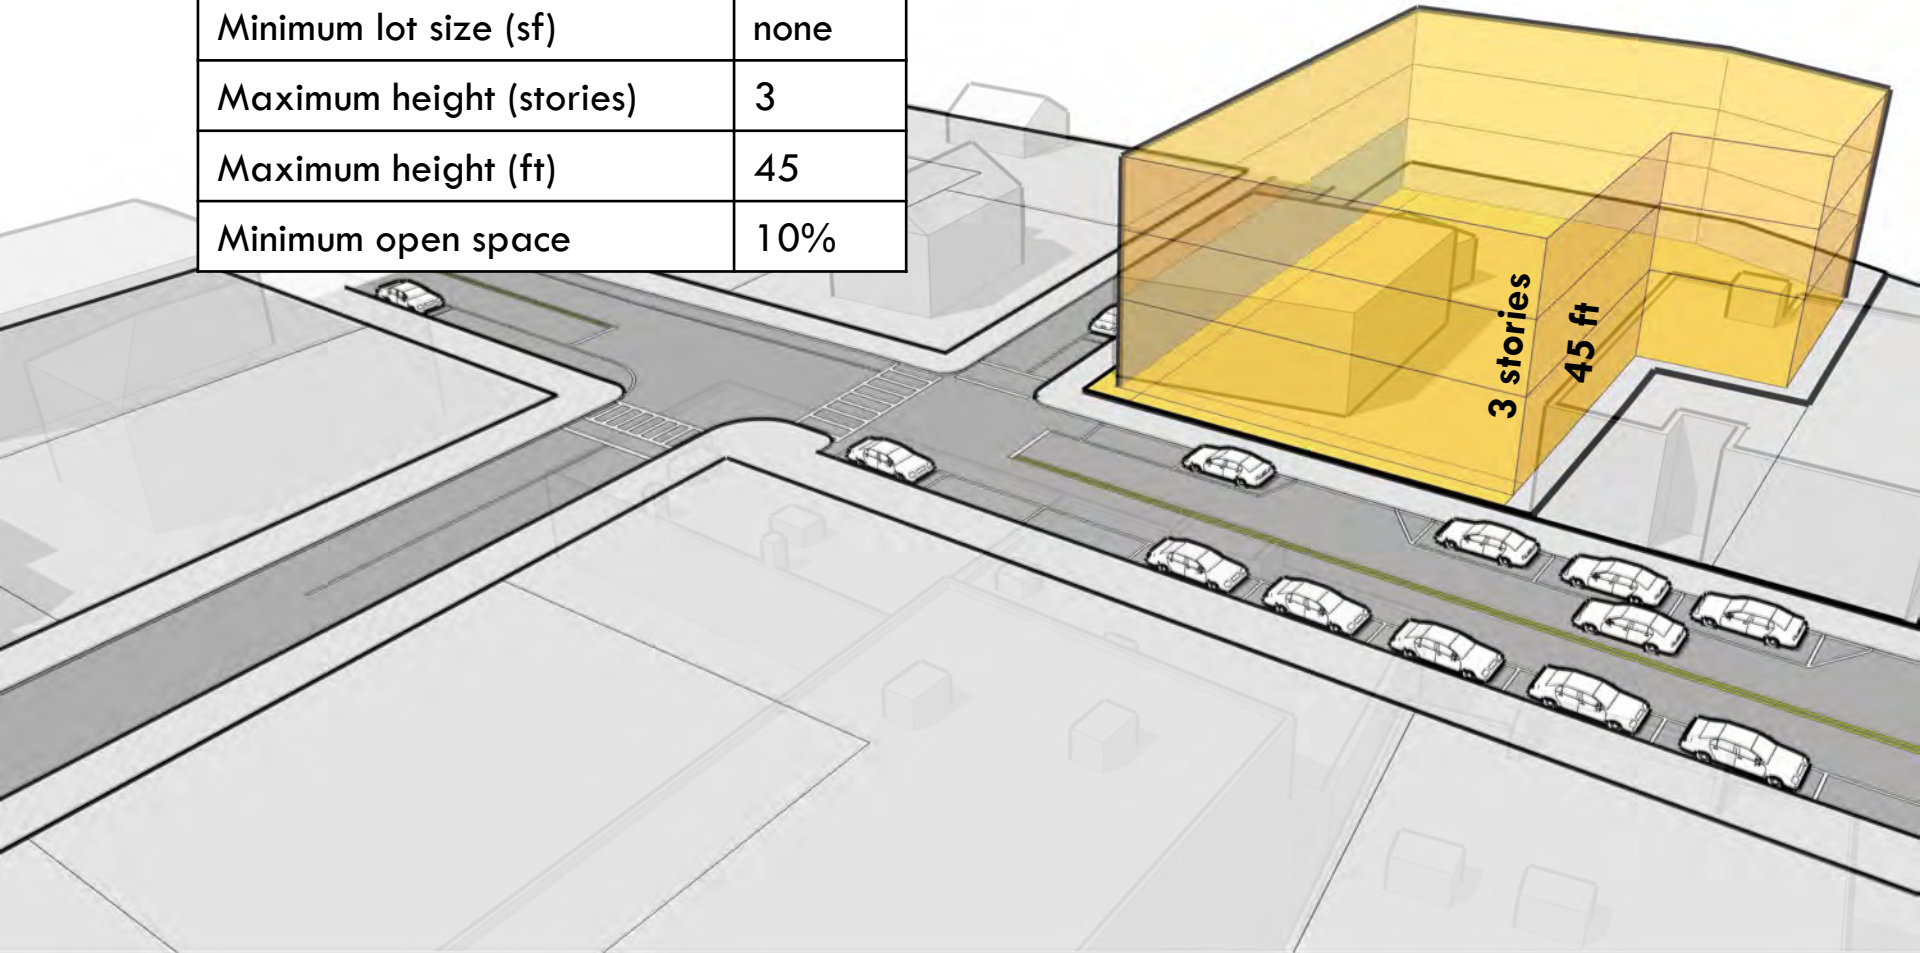 Minimum lot size (sf) none
Maximum height (stories) 3
Maximum height (ft) 45
Minimum open space 10%
3 stories
45 ft